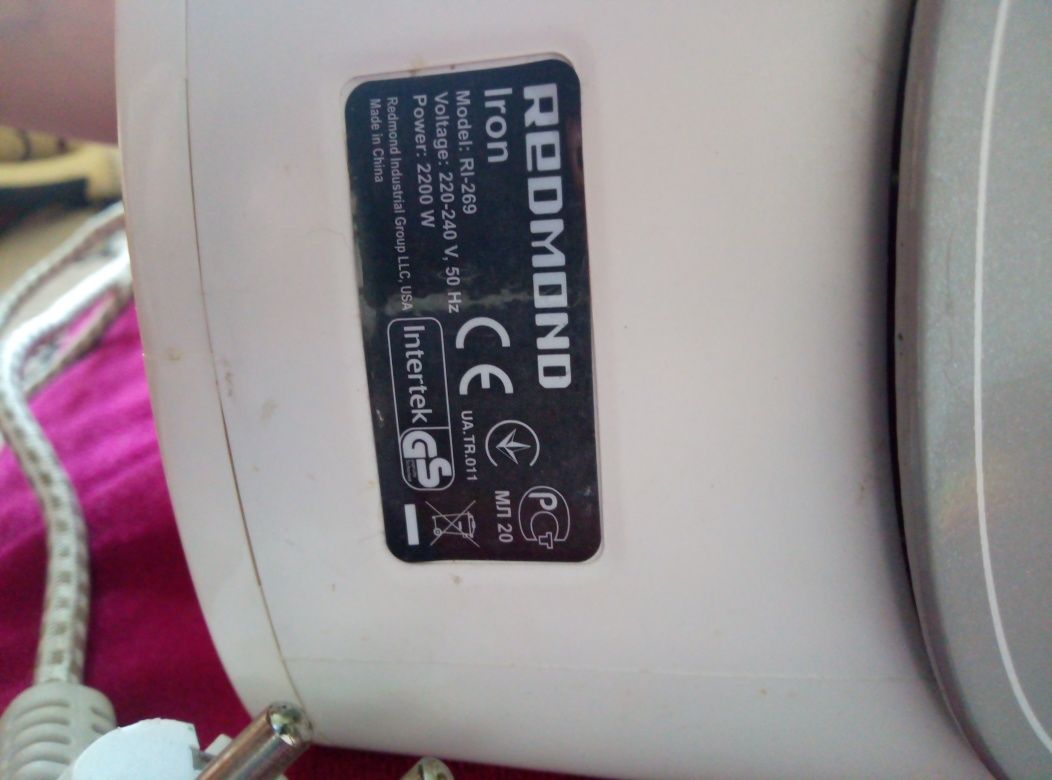 REDMOND
Iron
Model: RI-269
Voltage: 220-240 V, 50 Hz
Power: 2200 W
Redmond Industrial Group LLC, USA
Made in China
CE
UA.TR.011
Intertek
GS
РСТ
МЛ 20